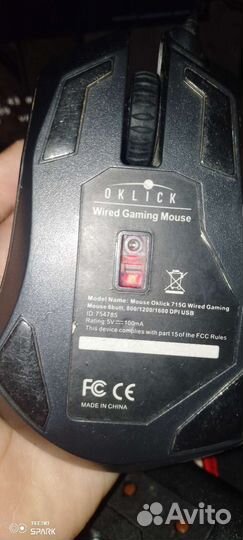 OKLICK
Wired Gaming Mouse
Model Name: Mouse Oklick 715G Wired Gaming
Mouse 6butt, 800/1200/1600 DPI USB
ID 754785
Rating: 5V 100mA
This device complies with part 15 of the FCC Rules
FC CE
MADE IN CHINA
TECNO
SPARK
Avito